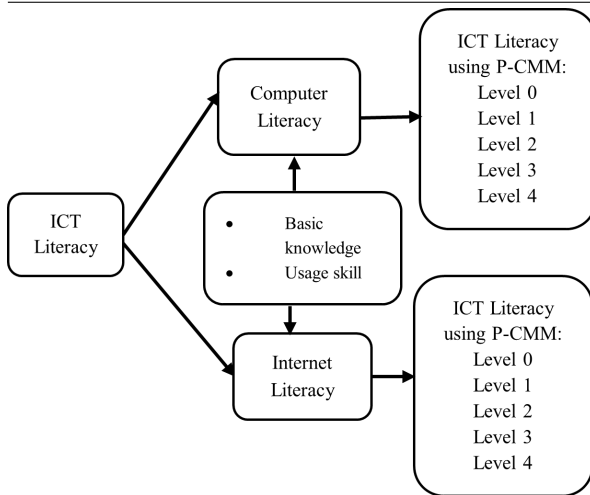 ICT
Literacy
Computer
Literacy
• Basic
knowledge
• Usage skill
Internet
Literacy
ICT Literacy
using P-CMM:
Level 0
Level 1
Level 2
Level 3
Level 4
ICT Literacy
using P-CMM:
Level 0
Level 1
Level 2
Level 3
Level 4